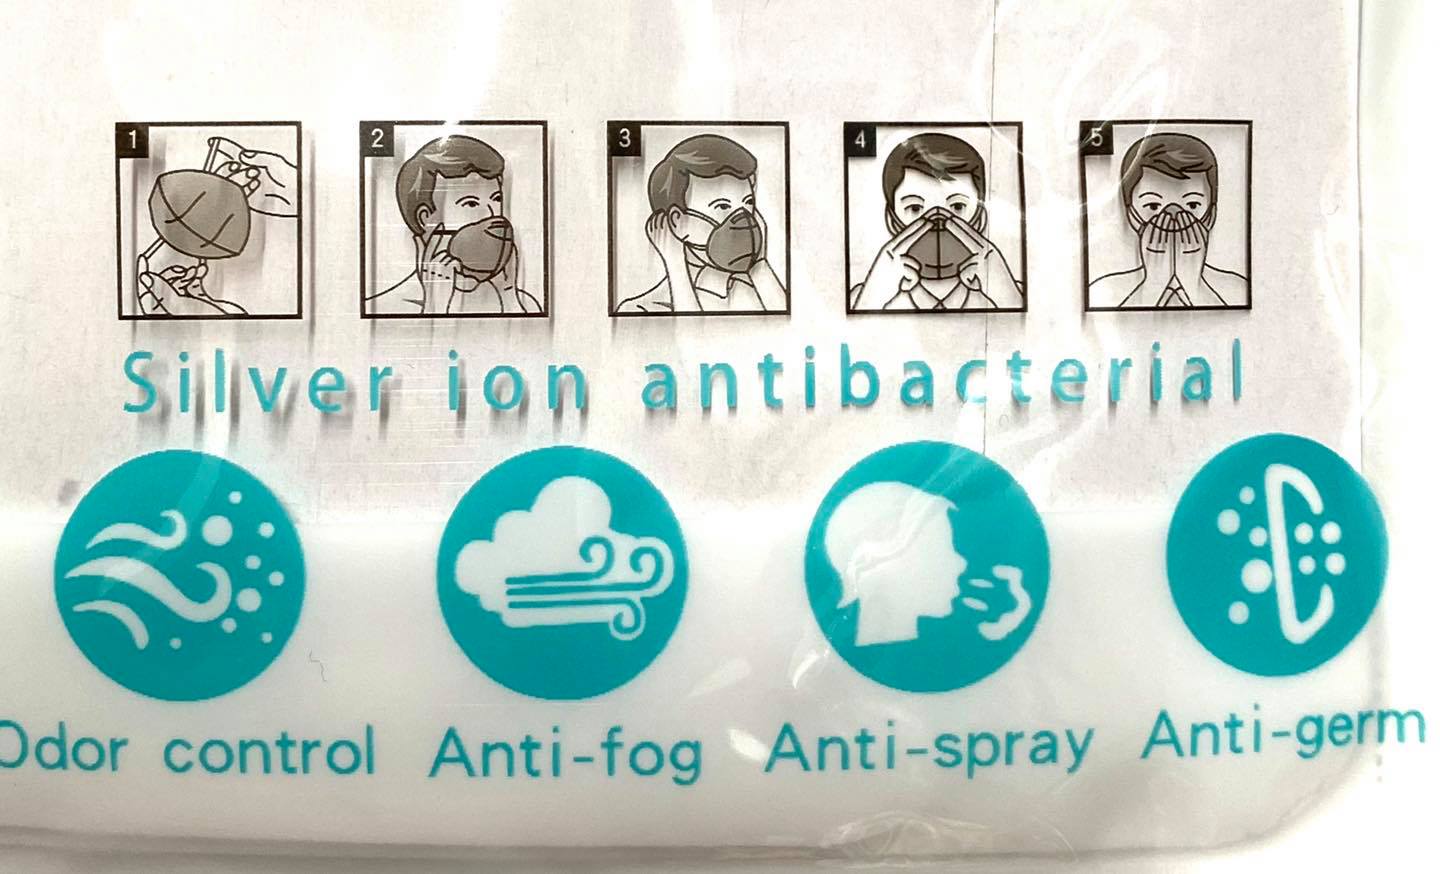 1 2 3 4 5
Silver ion antibacterial
Odor control Anti-fog Anti-spray Anti-germ